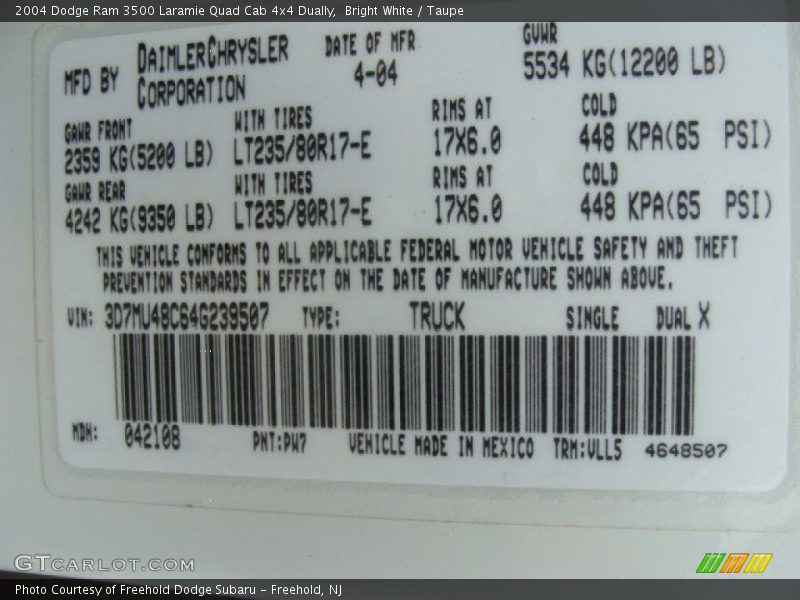 2004 Dodge Ram 3500 Laramie Quad Cab 4x4 Dually,  Bright White / Taupe
MFD BY DAIMLERCHRYSLER CORPORATION DATE OF MFR 4-04 GVWR 5534 KG(12200 LB)
GAWR FRONT WITH TIRES RIMS AT COLD
2359 KG(5200 LB) LT235/80R17-E 17X6.0 448 KPA(65 PSI)
GAWR REAR WITH TIRES RIMS AT COLD
4242 KG(9350 LB) LT235/80R17-E 17X6.0 448 KPA(65 PSI)
THIS VEHICLE CONFORMS TO ALL APPLICABLE FEDERAL MOTOR VEHICLE SAFETY AND THEFT
PREVENTION STANDARDS IN EFFECT ON THE DATE OF MANUFACTURE SHOWN ABOVE.
VIN: 3D7MU48C64G239507 TYPE: TRUCK SINGLE DUAL X
MDH: 042108 PNT:PW7 VEHICLE MADE IN MEXICO TRM:VLL5 4648507
GTCARLOT.COM
Photo Courtesy of Freehold Dodge Subaru - Freehold, NJ